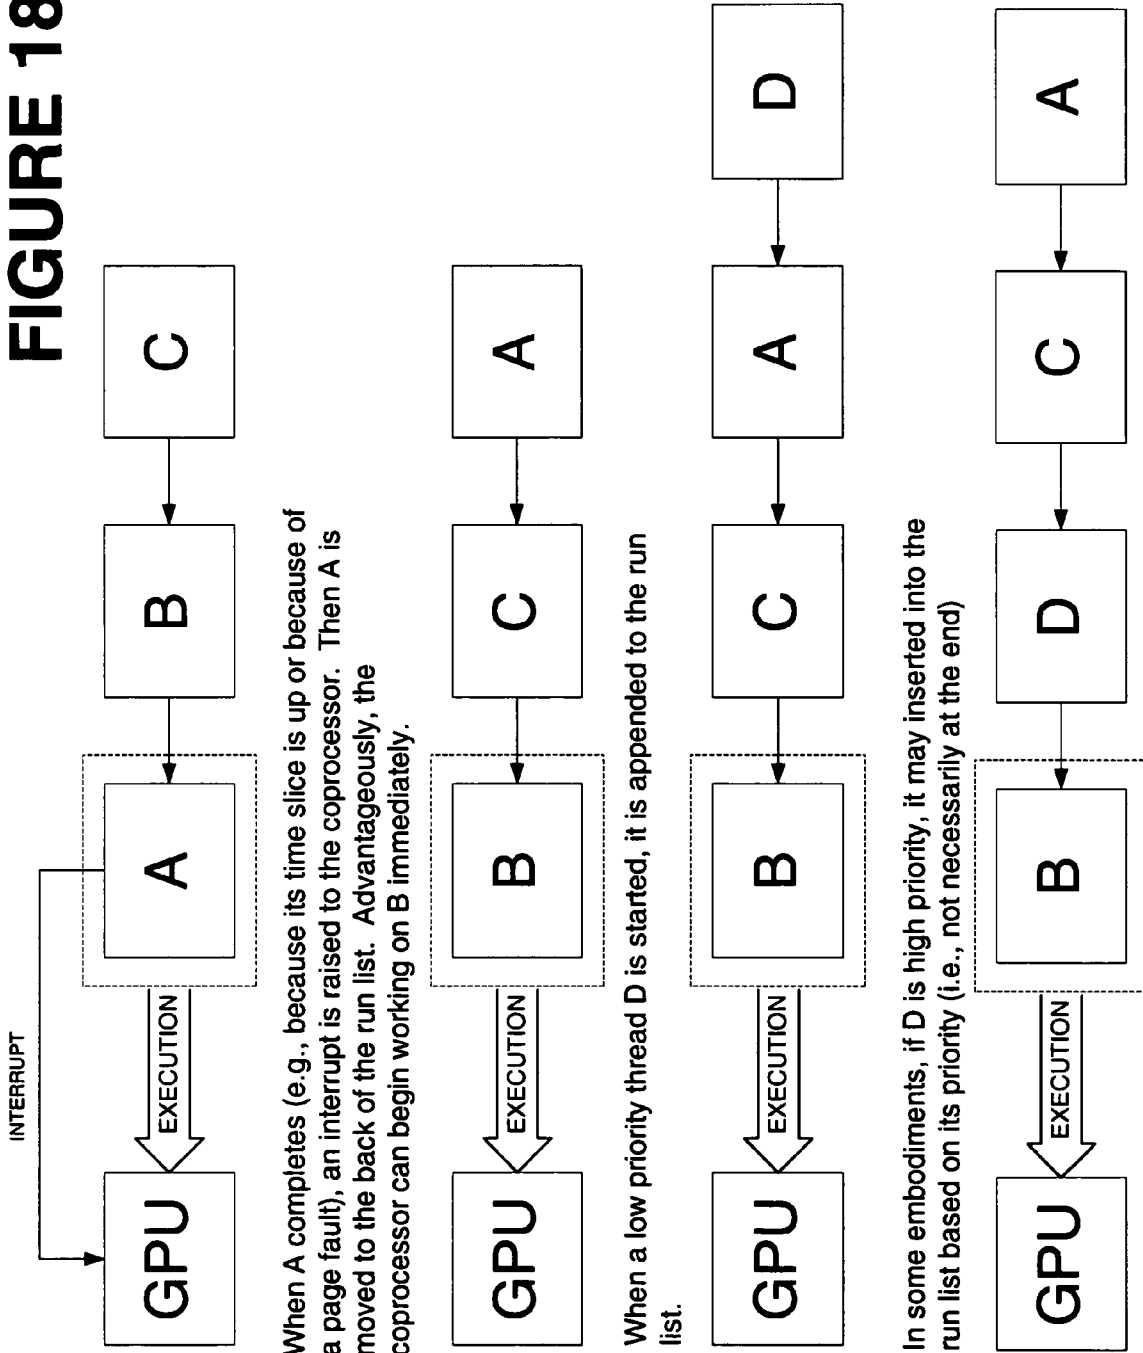 FIGURE 18
INTERRUPT
GPU
EXECUTION
A
B
C
When A completes (e.g., because its time slice is up or because of
a page fault), an interrupt is raised to the coprocessor. Then A is
moved to the back of the run list. Advantageously, the
coprocessor can begin working on B immediately.
GPU
EXECUTION
B
C
A
When a low priority thread D is started, it is appended to the run
list.
GPU
EXECUTION
B
C
A
D
In some embodiments, if D is high priority, it may inserted into the
run list based on its priority (i.e., not necessarily at the end)
GPU
EXECUTION
B
D
C
A